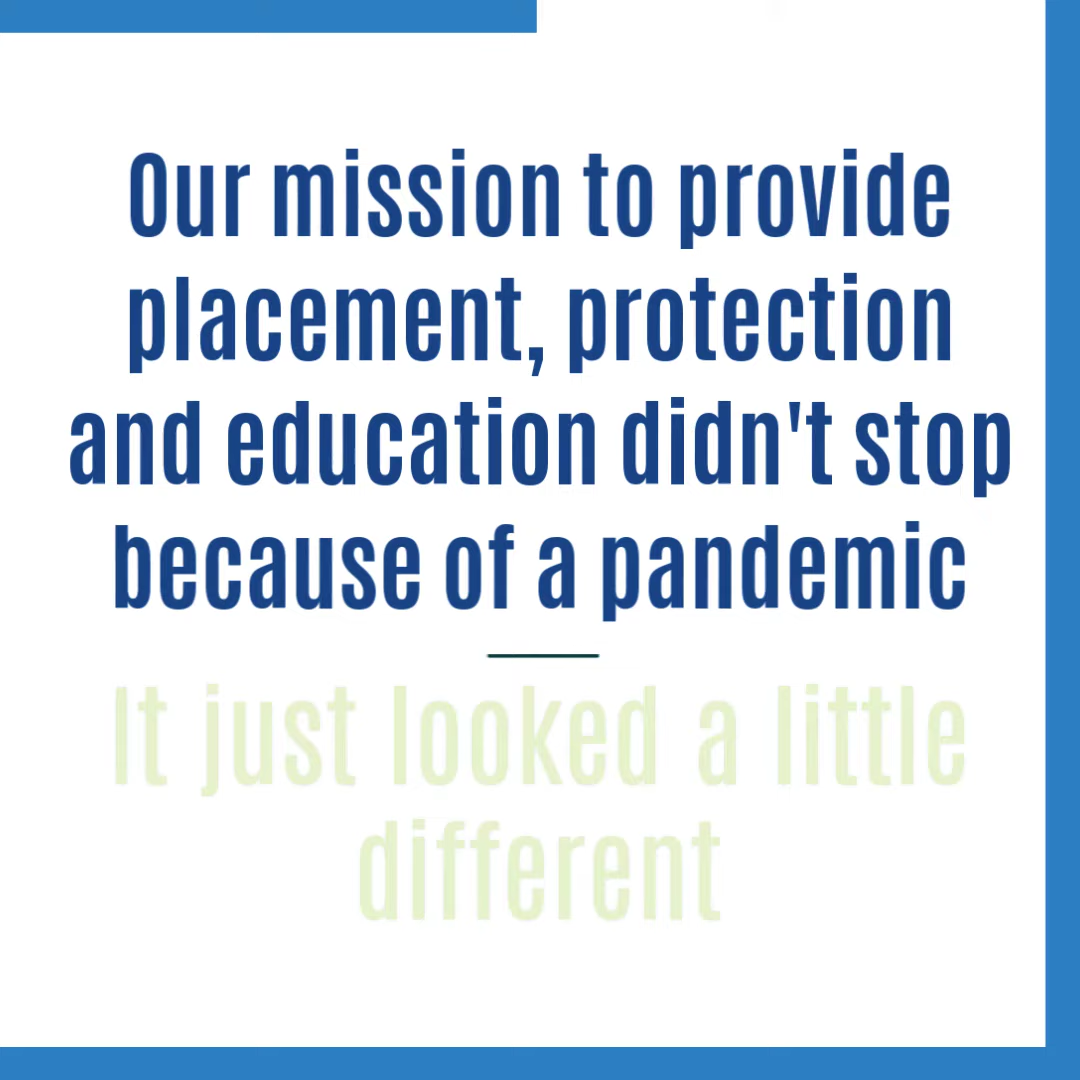 Our mission to provide
placement, protection
and education didn't stop
because of a pandemic
It just looked a little
different